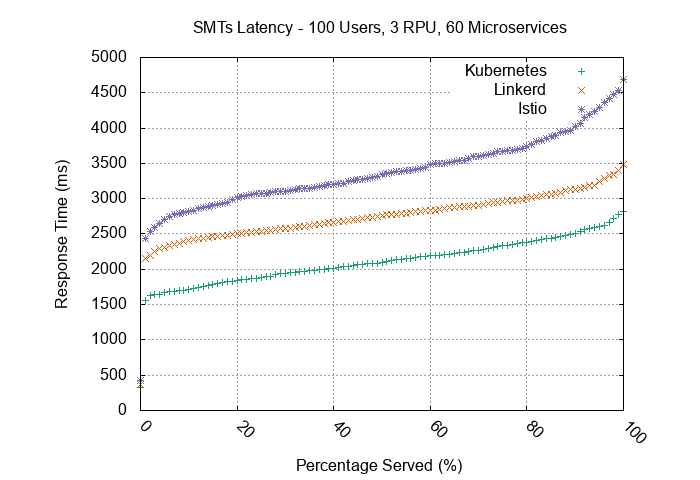 SMTs Latency - 100 Users, 3 RPU, 60 Microservices
5000
4500
4000
3500
3000
2500
2000
1500
1000
500
0
Response Time (ms)
Kubernetes
Linkerd
Istio
0
20
40
60
80
100
Percentage Served (%)